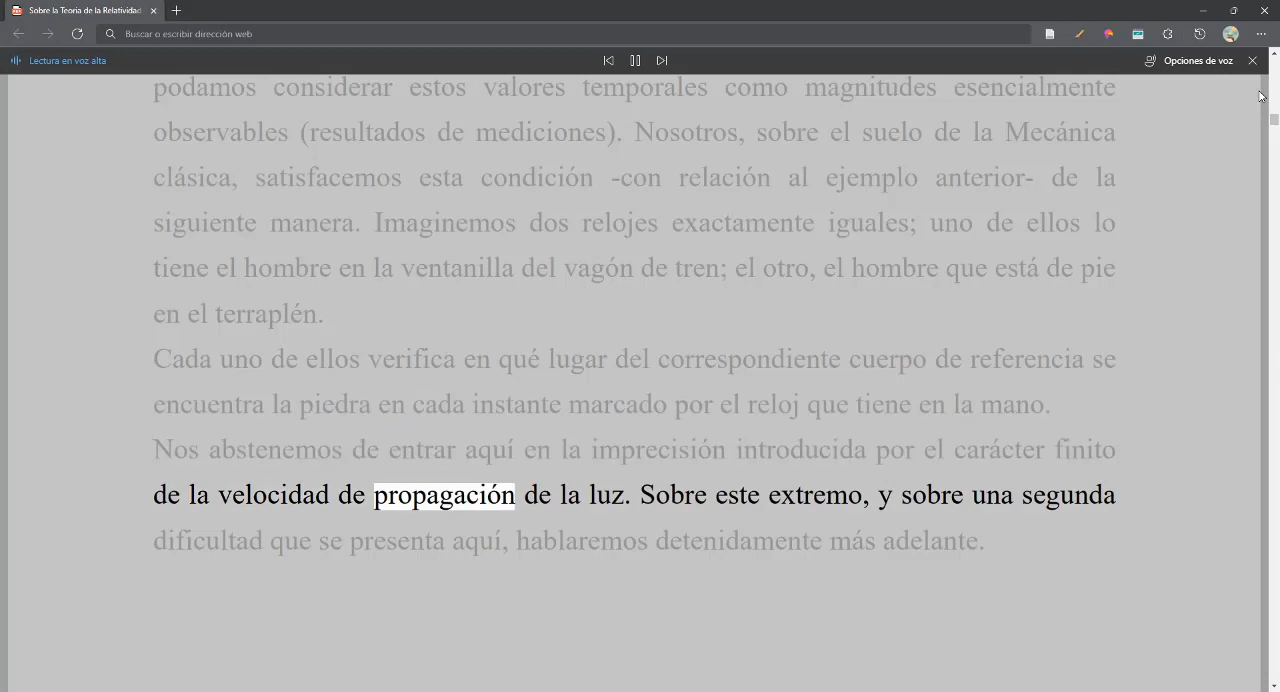 Sobre la Teoria de la Relatividad
Buscar o escribir dirección web
Lectura en voz alta
Opciones de voz
podamos considerar estos valores temporales como magnitudes esencialmente
observables (resultados de mediciones). Nosotros, sobre el suelo de la Mecánica
clásica, satisfacemos esta condición -con relación al ejemplo anterior- de la
siguiente manera. Imaginemos dos relojes exactamente iguales; uno de ellos lo
tiene el hombre en la ventanilla del vagón de tren; el otro, el hombre que está de pie
en el terraplén.
Cada uno de ellos verifica en qué lugar del correspondiente cuerpo de referencia se
encuentra la piedra en cada instante marcado por el reloj que tiene en la mano.
Nos abstenemos de entrar aquí en la imprecisión introducida por el carácter finito
de la velocidad de propagación de la luz. Sobre este extremo, y sobre una segunda
dificultad que se presenta aquí, hablaremos detenidamente más adelante.